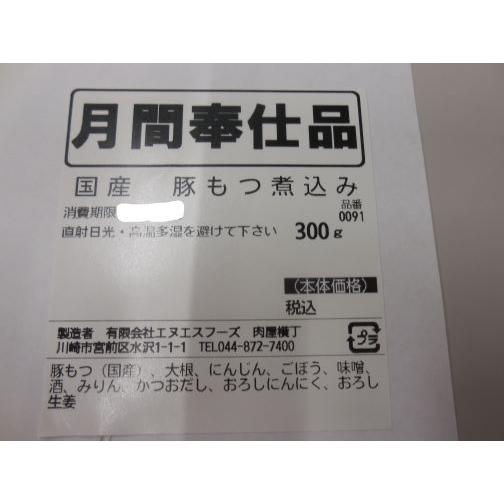 月間奉仕品
国産 豚もつ煮込み
消費期限
品番
0091
直射日光・高温多湿を避けて下さい 300g
(本体価格)
税込
製造者 有限会社エヌエスフーズ 肉屋横丁
川崎市宮前区水沢1-1-1 TEL044-872-7400
プラ
豚もつ(国産)、大根、にんじん、ごぼう、味噌、
酒、みりん、かつおだし、おろしにんにく、おろし
生姜